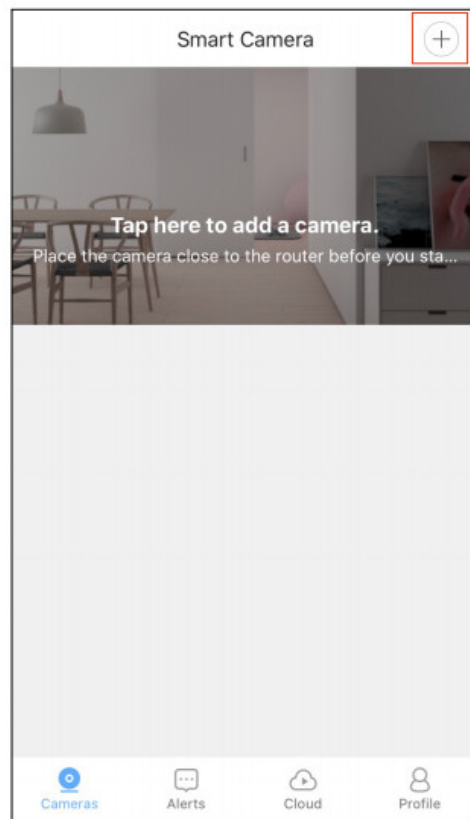 Smart Camera
Tap here to add a camera.
Place the camera close to the router before you sta...
Cameras
Alerts
Cloud
Profile